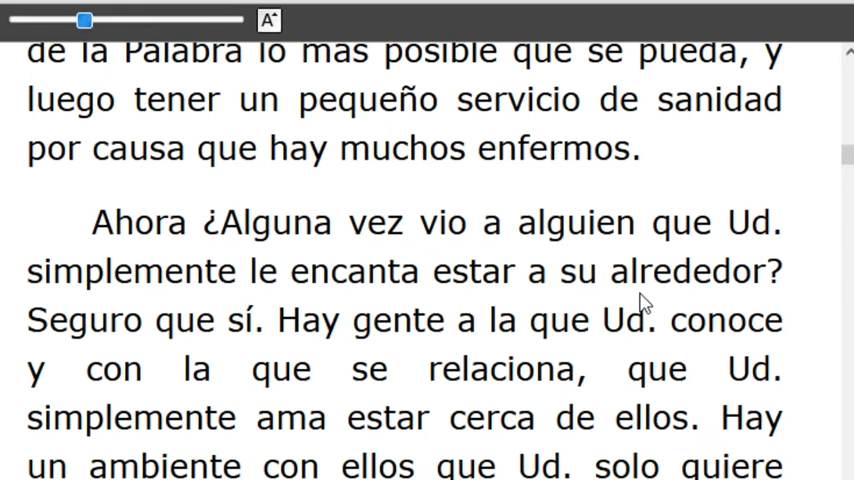 A
de la Palabra lo más posible que se pueda, y
luego tener un pequeño servicio de sanidad
por causa que hay muchos enfermos.
Ahora ¿Alguna vez vio a alguien que Ud.
simplemente le encanta estar a su alrededor?
Seguro que sí. Hay gente a la que Ud. conoce
y con la que se relaciona, que Ud.
simplemente ama estar cerca de ellos. Hay
un ambiente con ellos que Ud. solo quiere